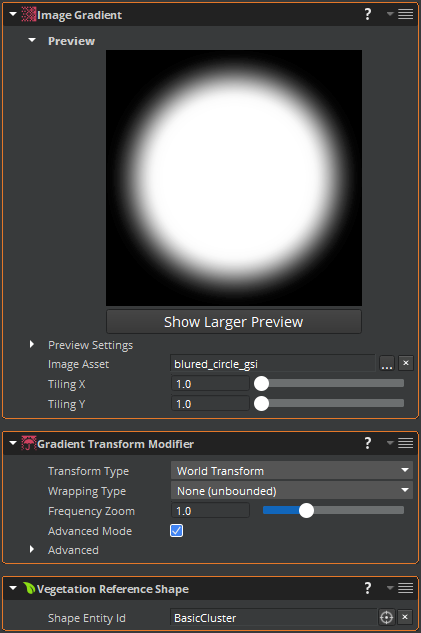 Image Gradient ?
Preview
Show Larger Preview
Preview Settings
Image Asset blured_circle_gsi ...
Tiling X 1.0
Tiling Y 1.0
Gradient Transform Modifier ?
Transform Type World Transform
Wrapping Type None (unbounded)
Frequency Zoom 1.0
Advanced Mode
Advanced
Vegetation Reference Shape ?
Shape Entity Id BasicCluster